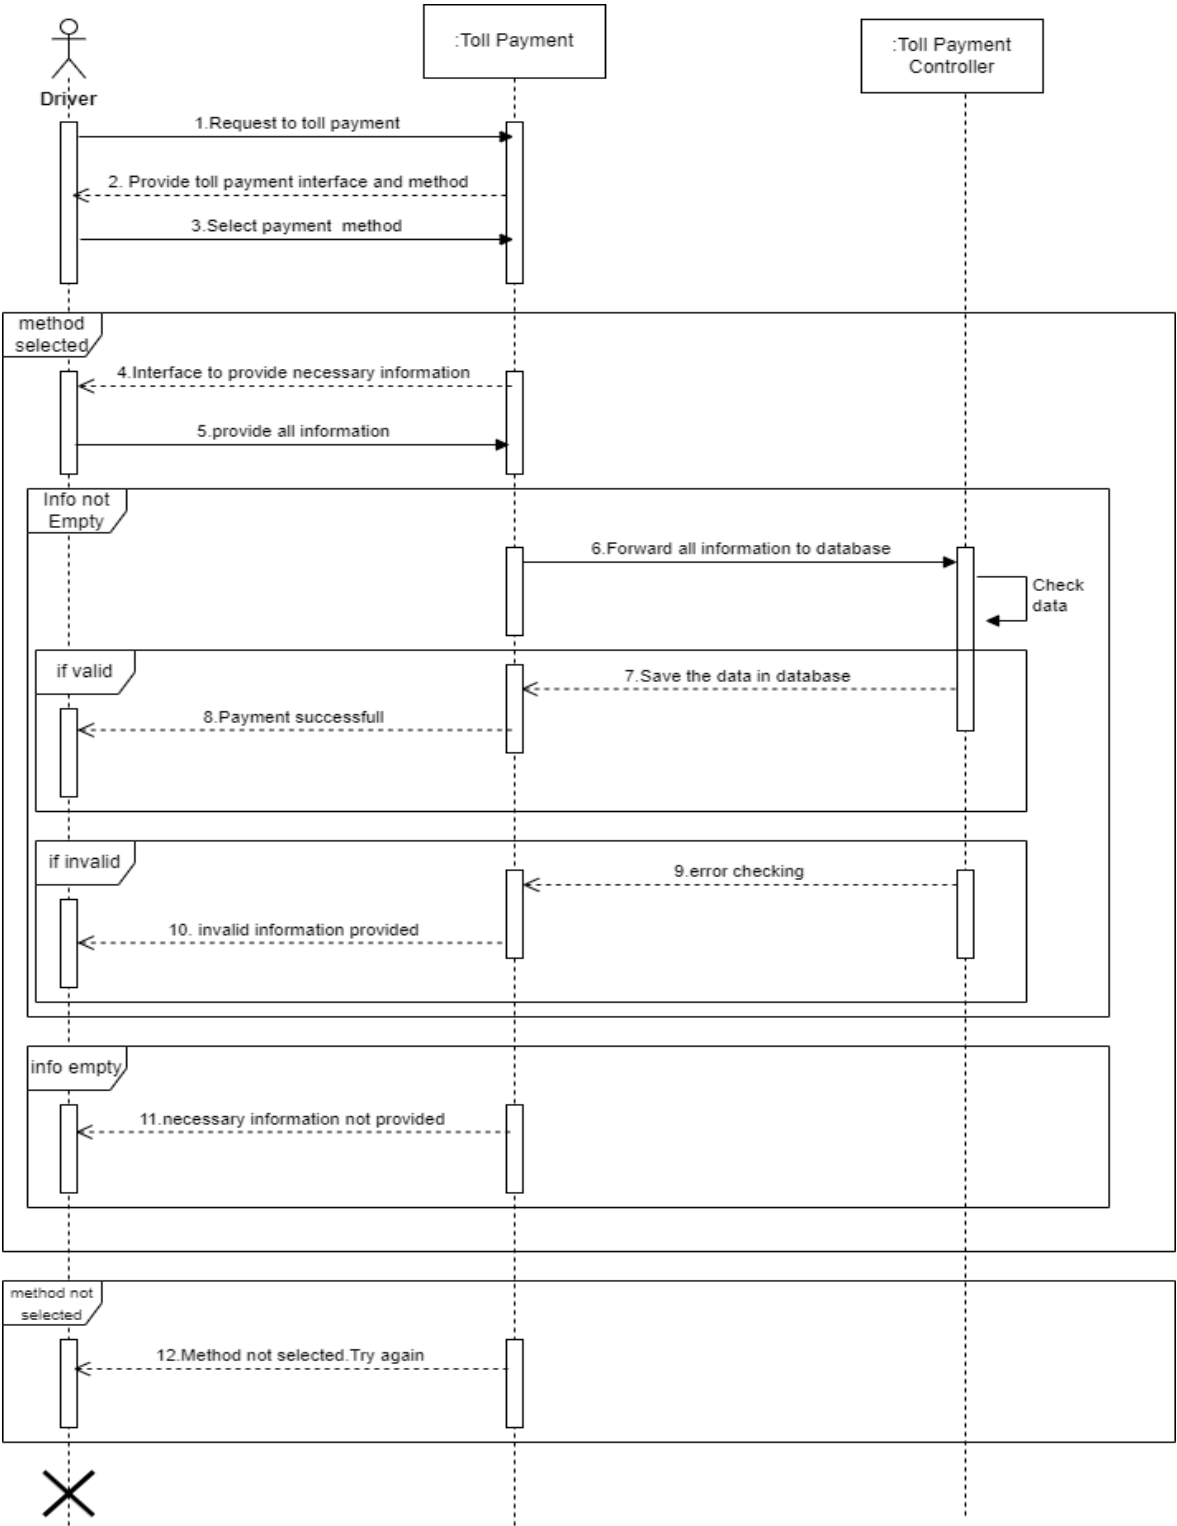 :Toll Payment
:Toll Payment
Controller
Driver
1.Request to toll payment
2. Provide toll payment interface and method
3.Select payment  method
method
selected
4.Interface to provide necessary information
5.provide all information
Info not
Empty
6.Forward all information to database
Check
data
if valid
7.Save the data in database
8.Payment successfull
if invalid
9.error checking
10. invalid information provided
info empty
11.necessary information not provided
method not
selected
12.Method not selected.Try again